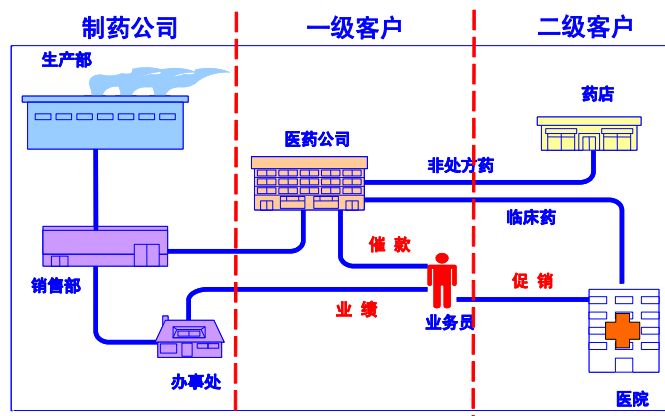 制药公司
一级客户
二级客户
生产部
药店
医药公司
非处方药
临床药
催 款
销售部
促 销
业 绩
业务员
办事处
医院